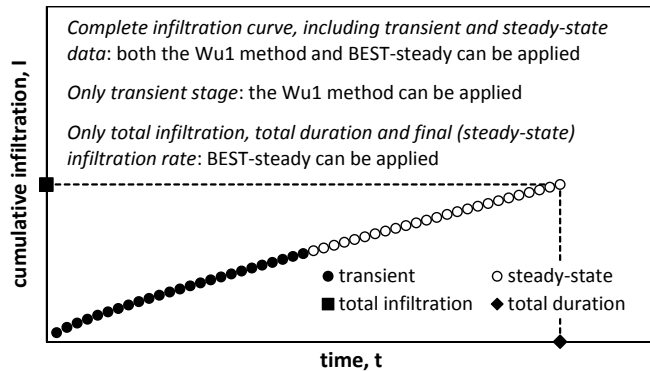 Complete infiltration curve, including transient and steady-state
data: both the Wu1 method and BEST-steady can be applied
Only transient stage: the Wu1 method can be applied
Only total infiltration, total duration and final (steady-state)
infiltration rate: BEST-steady can be applied
cumulative infiltration, I
transient
steady-state
total infiltration
total duration
time, t